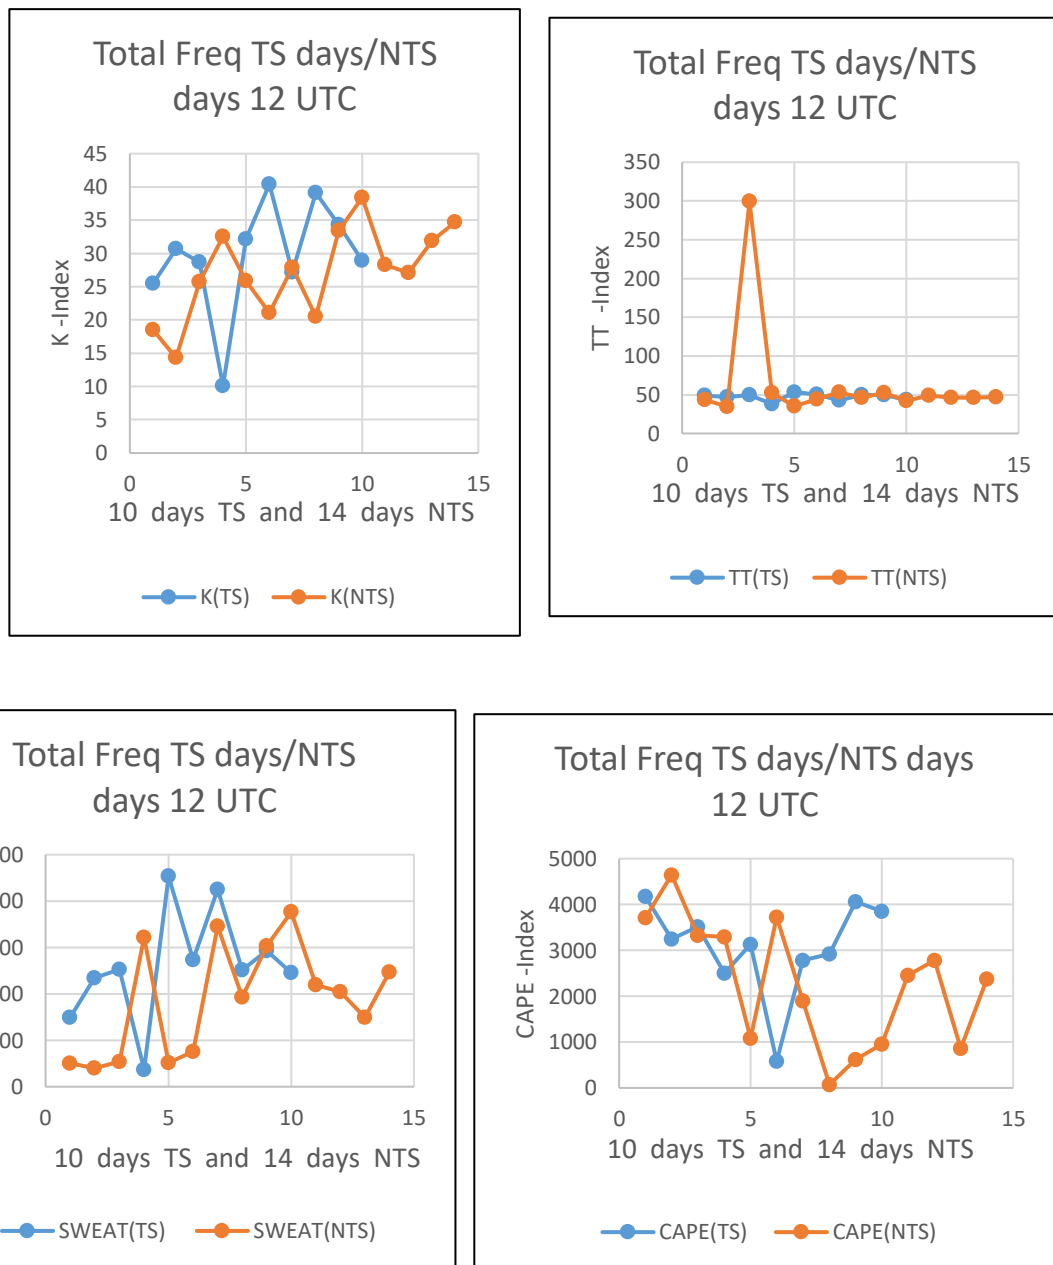 Total Freq TS days/NTS
days 12 UTC
45
40
35
30
25
20
15
10
5
0
K -Index
0 5 10 15
10 days TS and 14 days NTS
K(TS) K(NTS)
Total Freq TS days/NTS
days 12 UTC
350
300
250
200
150
100
50
0
TT -Index
0 5 10 15
10 days TS and 14 days NTS
TT(TS) TT(NTS)
Total Freq TS days/NTS
days 12 UTC
00
00
00
00
00
0
0 5 10 15
10 days TS and 14 days NTS
SWEAT(TS) SWEAT(NTS)
Total Freq TS days/NTS days
12 UTC
5000
4000
3000
2000
1000
0
CAPE -Index
0 5 10 15
10 days TS and 14 days NTS
CAPE(TS) CAPE(NTS)